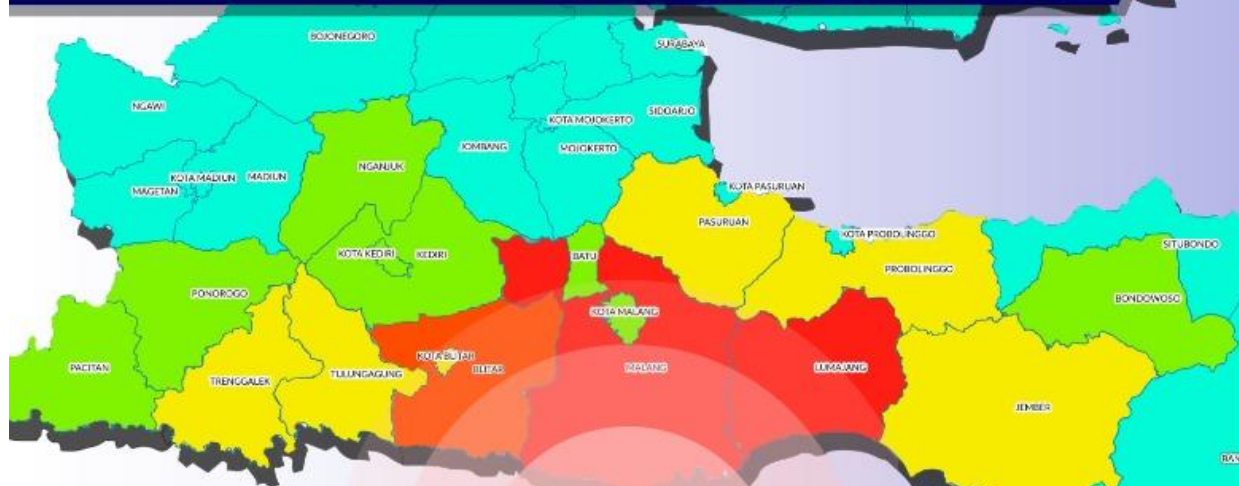 BOJONEGORO
SURABAYA
NGAWI
SIDOARJO
KOTA MOJOKERTO
JOMBANG
MOJOKERTO
NGANJUK
KOTA MADIUN
MADIUN
MAGETAN
KOTA PASURUAN
PASURUAN
KOTA PROBOLINGGO
SITUBONDO
KOTA KEDIRI
KEDIRI
BATU
PROBOLINGGO
PONOROGO
BONDOWOSO
KOTA MALANG
KOTA BLITAR
BLITAR
PACITAN
TRENGGALEK
TULUNGAGUNG
MALANG
LUMAJANG
JEMBER
BAN